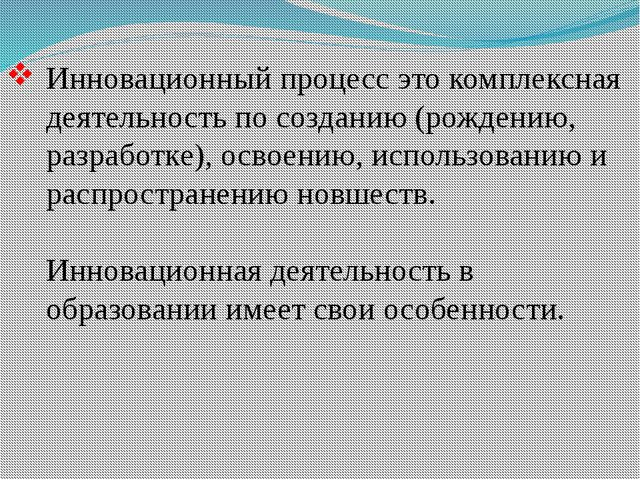 Инновационный процесс это комплексная
деятельность по созданию (рождению,
разработке), освоению, использованию и
распространению новшеств.
Инновационная деятельность в
образовании имеет свои особенности.